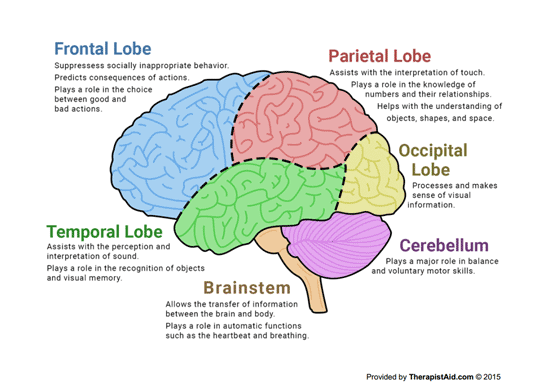 Frontal Lobe
Suppressess socially inappropriate behavior.
Predicts consequences of actions.
Plays a role in the choice
between good and
bad actions.
Parietal Lobe
Assists with the interpretation of touch.
Plays a role in the knowledge of
numbers and their relationships.
Helps with the understanding of
objects, shapes, and space.
Occipital
Lobe
Processes and makes
sense of visual
information.
Temporal Lobe
Assists with the perception and
interpretation of sound.
Plays a role in the recognition of objects
and visual memory.
Cerebellum
Plays a major role in balance
and voluntary motor skills.
Brainstem
Allows the transfer of information
between the brain and body.
Plays a role in automatic functions
such as the heartbeat and breathing.
Provided by TherapistAid.com © 2015